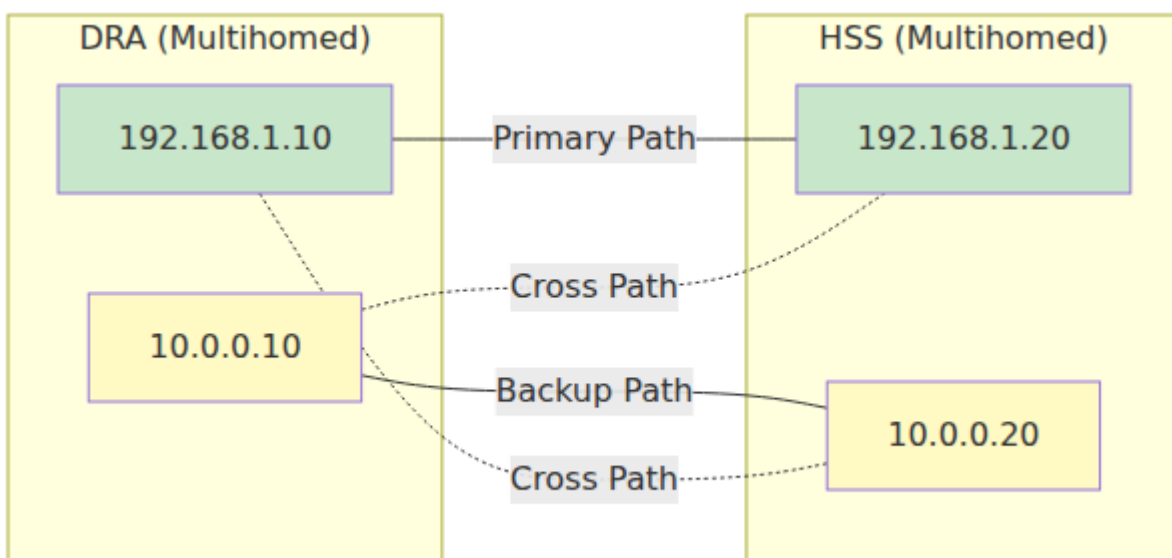 DRA (Multihomed)
HSS (Multihomed)
192.168.1.10
Primary Path
192.168.1.20
Cross Path
10.0.0.10
Backup Path
10.0.0.20
Cross Path